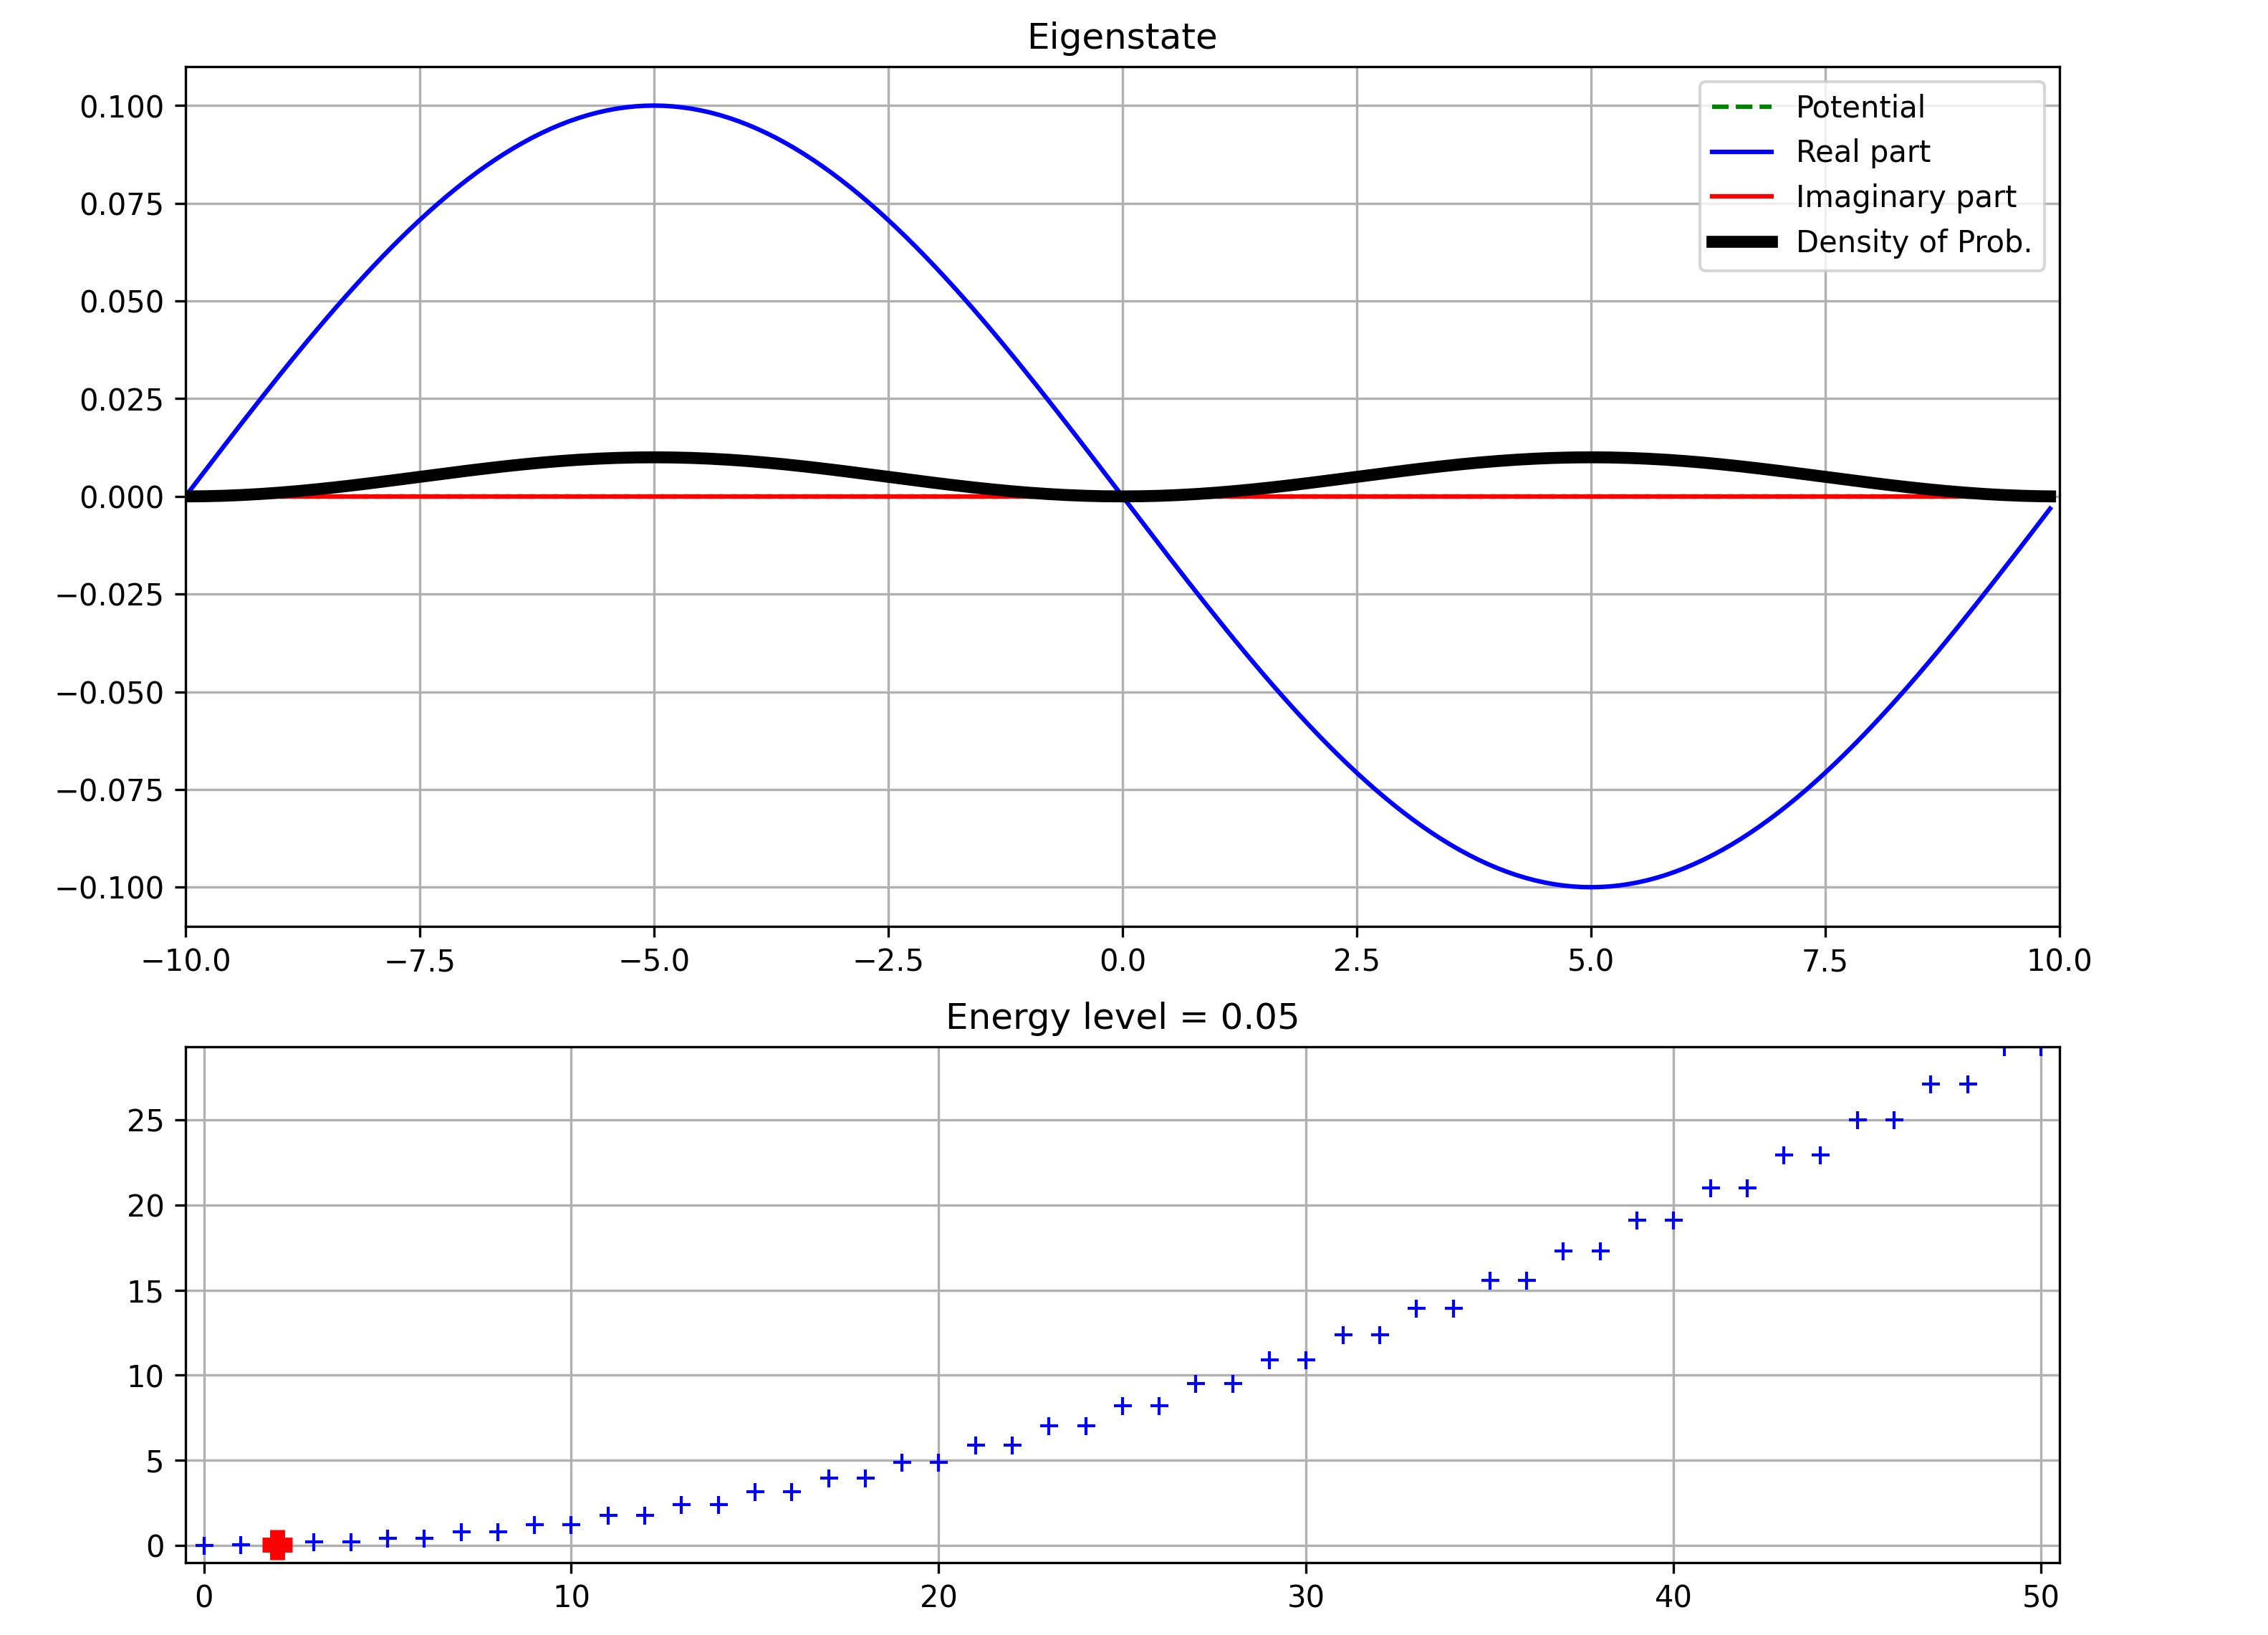 Eigenstate
Potential
Real part
Imaginary part
Density of Prob.
0.100
0.075
0.050
0.025
0.000
−0.025
−0.050
−0.075
−0.100
−10.0 −7.5 −5.0 −2.5 0.0 2.5 5.0 7.5 10.0
Energy level = 0.05
25
20
15
10
5
0
0 10 20 30 40 50